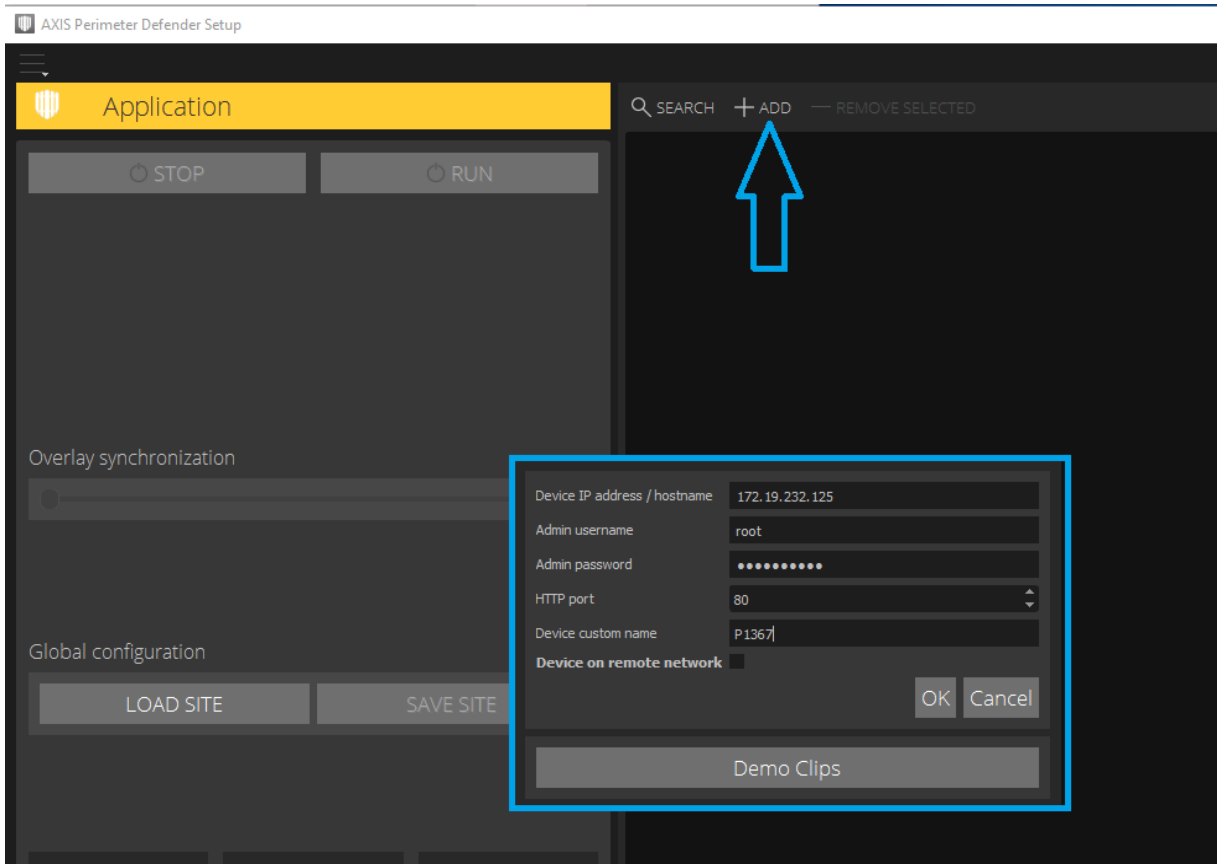 AXIS Perimeter Defender Setup
Application
SEARCH ADD REMOVE SELECTED
STOP RUN
Overlay synchronization
Device IP address / hostname 172.19.232.125
Admin username root
Admin password ●●●●●●●●●●
HTTP port 80
Device custom name P1367
Device on remote network
Global configuration
LOAD SITE SAVE SITE
OK Cancel
Demo Clips